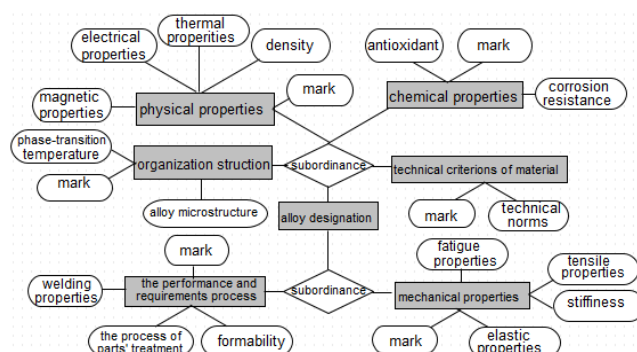 thermal
properities
electrical
properties
density
antioxidant
mark
mark
magnetic
properties
physical properties
chemical properties
corrosion
resistance
phase-transition
temperature
organization struction
subordinance
technical criterions of material
mark
alloy microstructure
alloy designation
mark
technical
norms
mark
fatigue
properties
tensile
properties
welding
properties
the performance and
requirements process
subordinance
mechanical properties
stiffiness
the process of
parts' treatment
formability
mark
elastic
properties